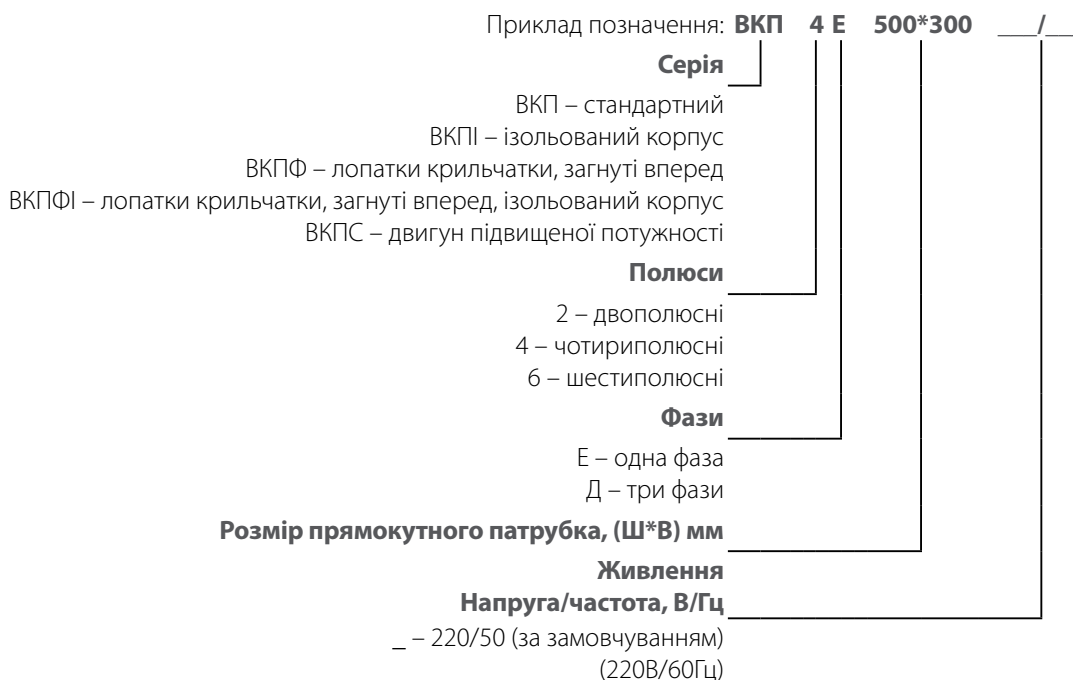 Приклад позначення: ВКП 4 Е 500*300 ___/__
Серія
ВКП – стандартний
ВКПІ – ізольований корпус
ВКПФ – лопатки крильчатки, загнуті вперед
ВКПФІ – лопатки крильчатки, загнуті вперед, ізольований корпус
ВКПС – двигун підвищеної потужності
Полюси
2 – двополюсні
4 – чотириполюсні
6 – шестиполюсні
Фази
Е – одна фаза
Д – три фази
Розмір прямокутного патрубка, (Ш*В) мм
Живлення
Напруга/частота, В/Гц
_ – 220/50 (за замовчуванням)
(220В/60Гц)